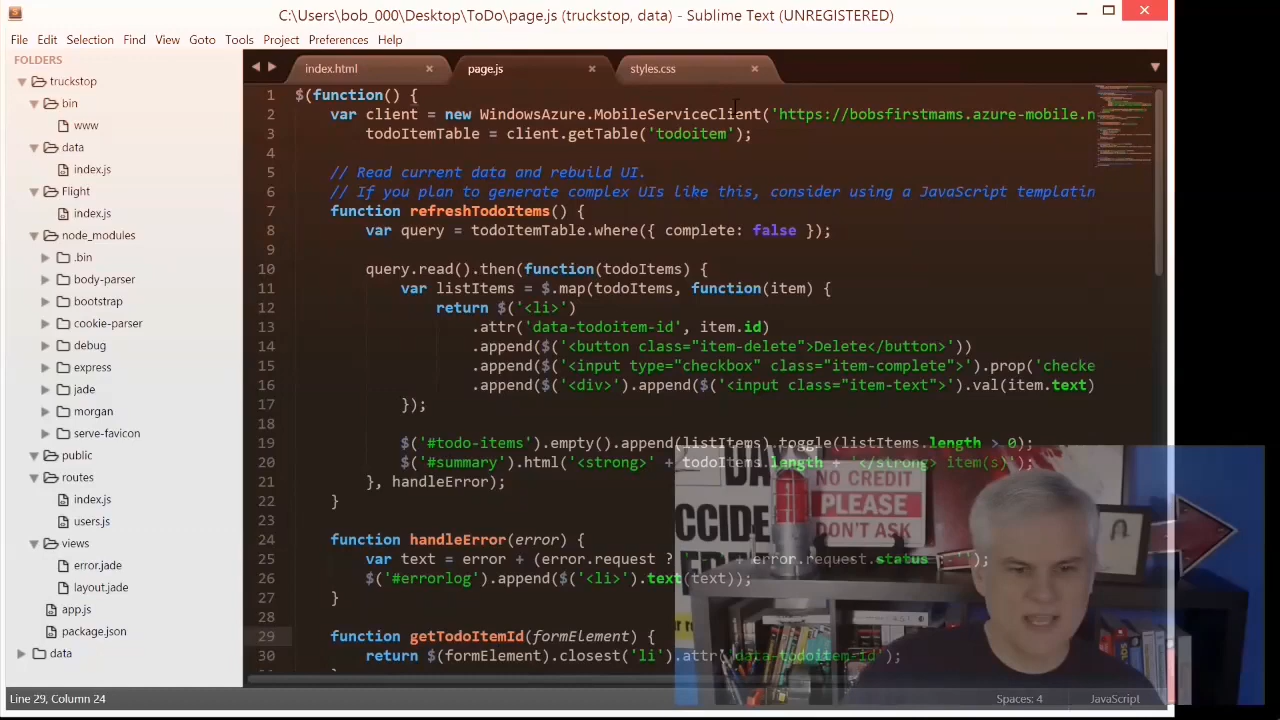 C:\Users\bob_000\Desktop\ToDo\page.js (truckstop, data) - Sublime Text (UNREGISTERED)
File Edit Selection Find View Goto Tools Project Preferences Help
FOLDERS
truckstop
bin
www
data
index.js
Flight
index.js
node_modules
.bin
body-parser
bootstrap
cookie-parser
debug
express
jade
morgan
serve-favicon
public
routes
index.js
users.js
views
error.jade
layout.jade
app.js
package.json
data
index.html page.js styles.css
1 $(function() {
2 var client = new WindowsAzure.MobileServiceClient('https://bobsfirstmams.azure-mobile.n
3 todoItemTable = client.getTable('todoitem');
4
5 // Read current data and rebuild UI.
6 // If you plan to generate complex UIs like this, consider using a JavaScript templatin
7 function refreshTodoItems() {
8 var query = todoItemTable.where({ complete: false });
9
10 query.read().then(function(todoItems) {
11 var listItems = $.map(todoItems, function(item) {
12 return $('<li>')
13 .attr('data-todoitem-id', item.id)
14 .append($('<button class="item-delete">Delete</button>'))
15 .append($('<input type="checkbox" class="item-complete">').prop('checke
16 .append($('<div>').append($('<input class="item-text">').val(item.text)
17 });
18
19 $('#todo-items').empty().append(listItems).toggle(listItems.length > 0);
20 $('#summary').html('<strong>' + todoItems.length + '</strong> item(s)');
21 }, handleError);
22 }
23
24 function handleError(error) {
25 var text = error + (error.request ? ' - ' + error.request.status : '');
26 $('#errorlog').append($('<li>').text(text));
27 }
28
29 function getTodoItemId(formElement) {
30 return $(formElement).closest('li').attr('data-todoitem-id');
NO CREDIT
PLEASE
DON'T ASK
DA
CCIDE
Line 29, Column 24
Spaces: 4 JavaScript